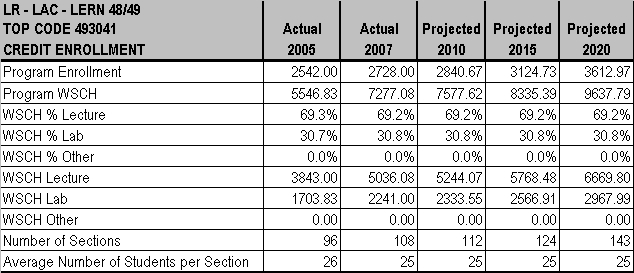 LR - LAC - LERN 48/49
TOP CODE 493041 Actual Actual Projected Projected Projected
CREDIT ENROLLMENT 2005 2007 2010 2015 2020
Program Enrollment 2542.00 2728.00 2840.67 3124.73 3612.97
Program WSCH 5546.83 7277.08 7577.62 8335.39 9637.79
WSCH % Lecture 69.3% 69.2% 69.2% 69.2% 69.2%
WSCH % Lab 30.7% 30.8% 30.8% 30.8% 30.8%
WSCH % Other 0.0% 0.0% 0.0% 0.0% 0.0%
WSCH Lecture 3843.00 5036.08 5244.07 5768.48 6669.80
WSCH Lab 1703.83 2241.00 2333.55 2566.91 2967.99
WSCH Other 0.00 0.00 0.00 0.00 0.00
Number of Sections 96 108 112 124 143
Average Number of Students per Section 26 25 25 25 25